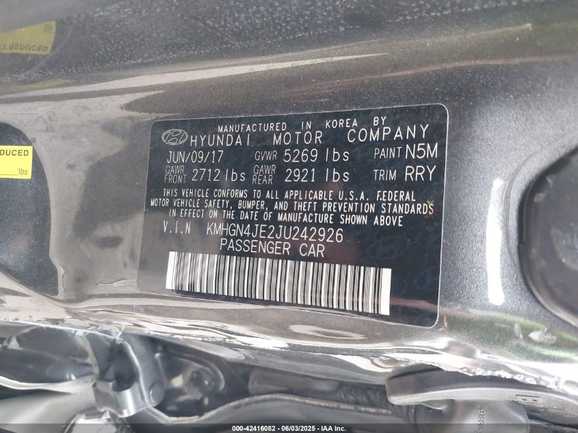 MANUFACTURED IN KOREA BY
HYUNDAI MOTOR COMPANY
JUN/09/17 GVWR 5269 lbs PAINT N5M
GAWR FRONT 2712 lbs GAWR REAR 2921 lbs TRIM RRY
THIS VEHICLE CONFORMS TO ALL APPLICABLE U.S.A. FEDERAL
MOTOR VEHICLE SAFETY, BUMPER, AND THEFT PREVENTION STANDARDS
IN EFFECT ON THE DATE OF MANUFACTURE SHOWN ABOVE.
V.I.N KMHGN4JE2JU242926
PASSENGER CAR
DUCED
000-42416082 - 06/03/2025 - IAA Inc.